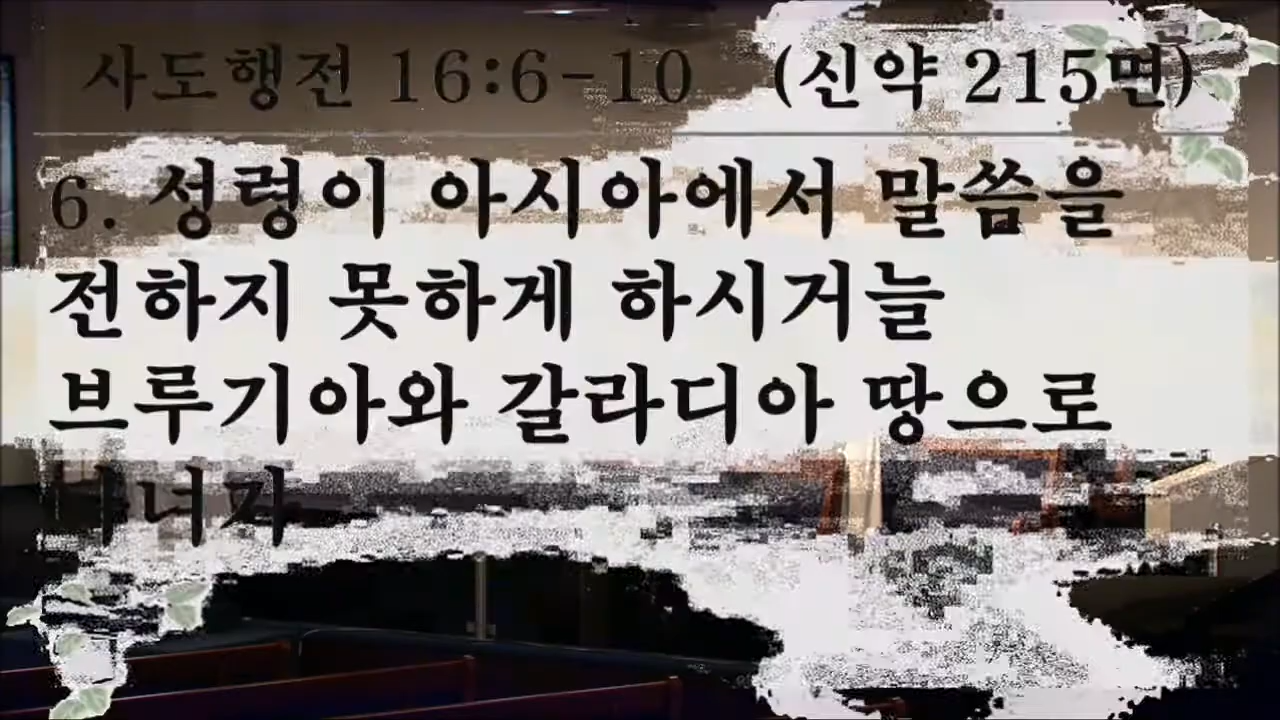 사도행전 16:6-10 (신약 215면)
6. 성령이 아시아에서 말씀을
전하지 못하게 하시거늘
브루기아와 갈라디아 땅으로